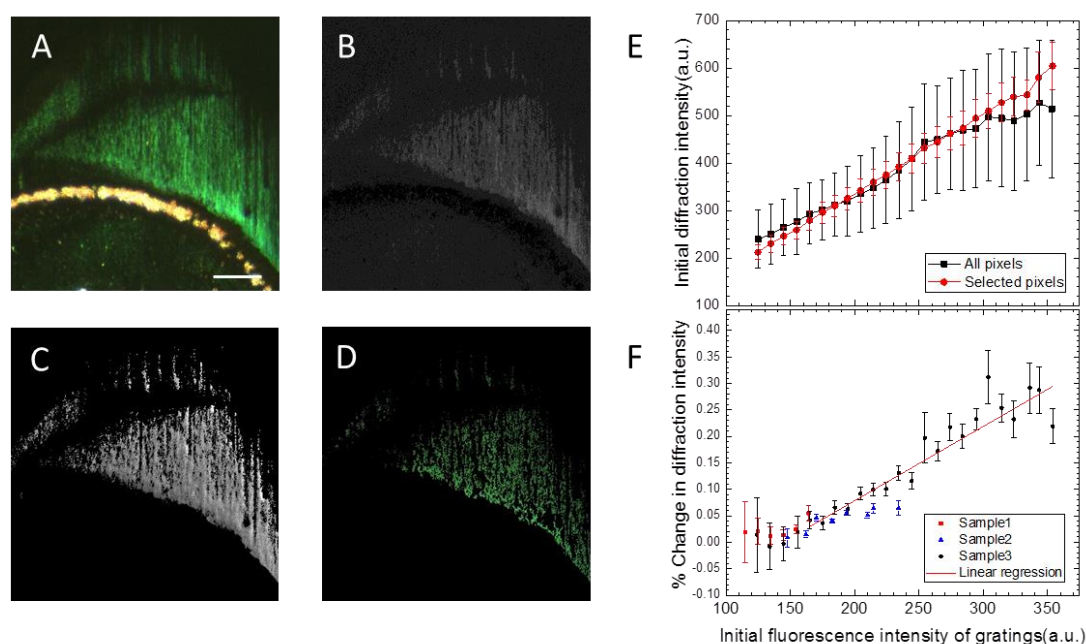 A
B
C
D
E
700
600
500
400
300
200
100
Initial diffraction intensity(a.u.)
All pixels
Selected pixels
F
0.40
0.35
0.30
0.25
0.20
0.15
0.10
0.05
0.00
-0.05
-0.10
% Change in diffraction intensity
Sample1
Sample2
Sample3
Linear regression
100 150 200 250 300 350
Initial fluorescence intensity of gratings(a.u.)